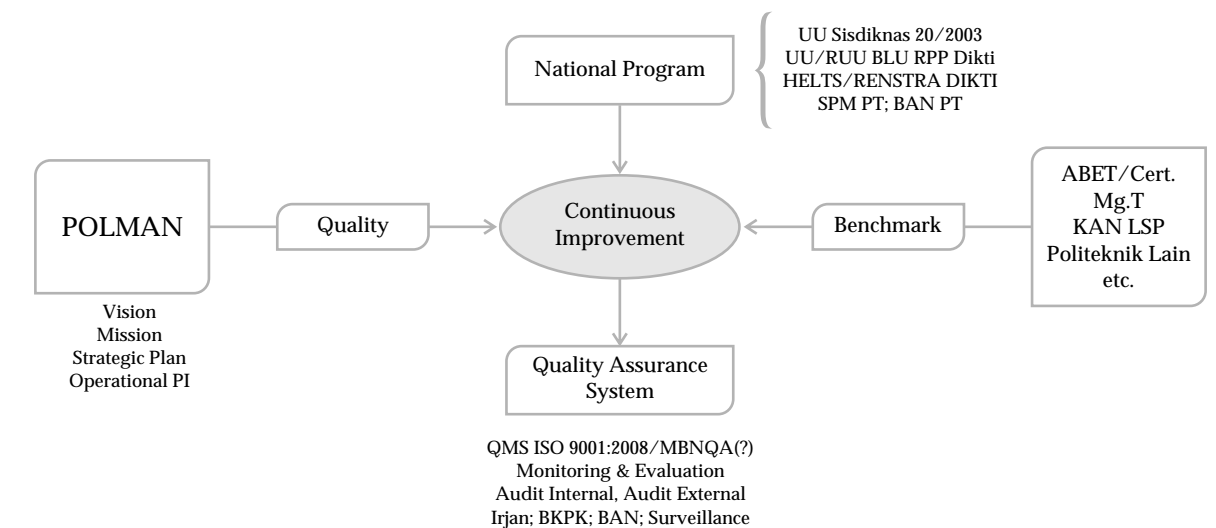 National Program
UU Sisdiknas 20/2003
UU/RUU BLU RPP Dikti
HELTS/RENSTRA DIKTI
SPM PT; BAN PT
POLMAN
Vision
Mission
Strategic Plan
Operational PI
Quality
Continuous
Improvement
Benchmark
ABET/Cert.
Mg.T
KAN LSP
Politeknik Lain
etc.
Quality Assurance
System
QMS ISO 9001:2008/MBNQA(?)
Monitoring & Evaluation
Audit Internal, Audit External
Irjan; BKPK; BAN; Surveillance